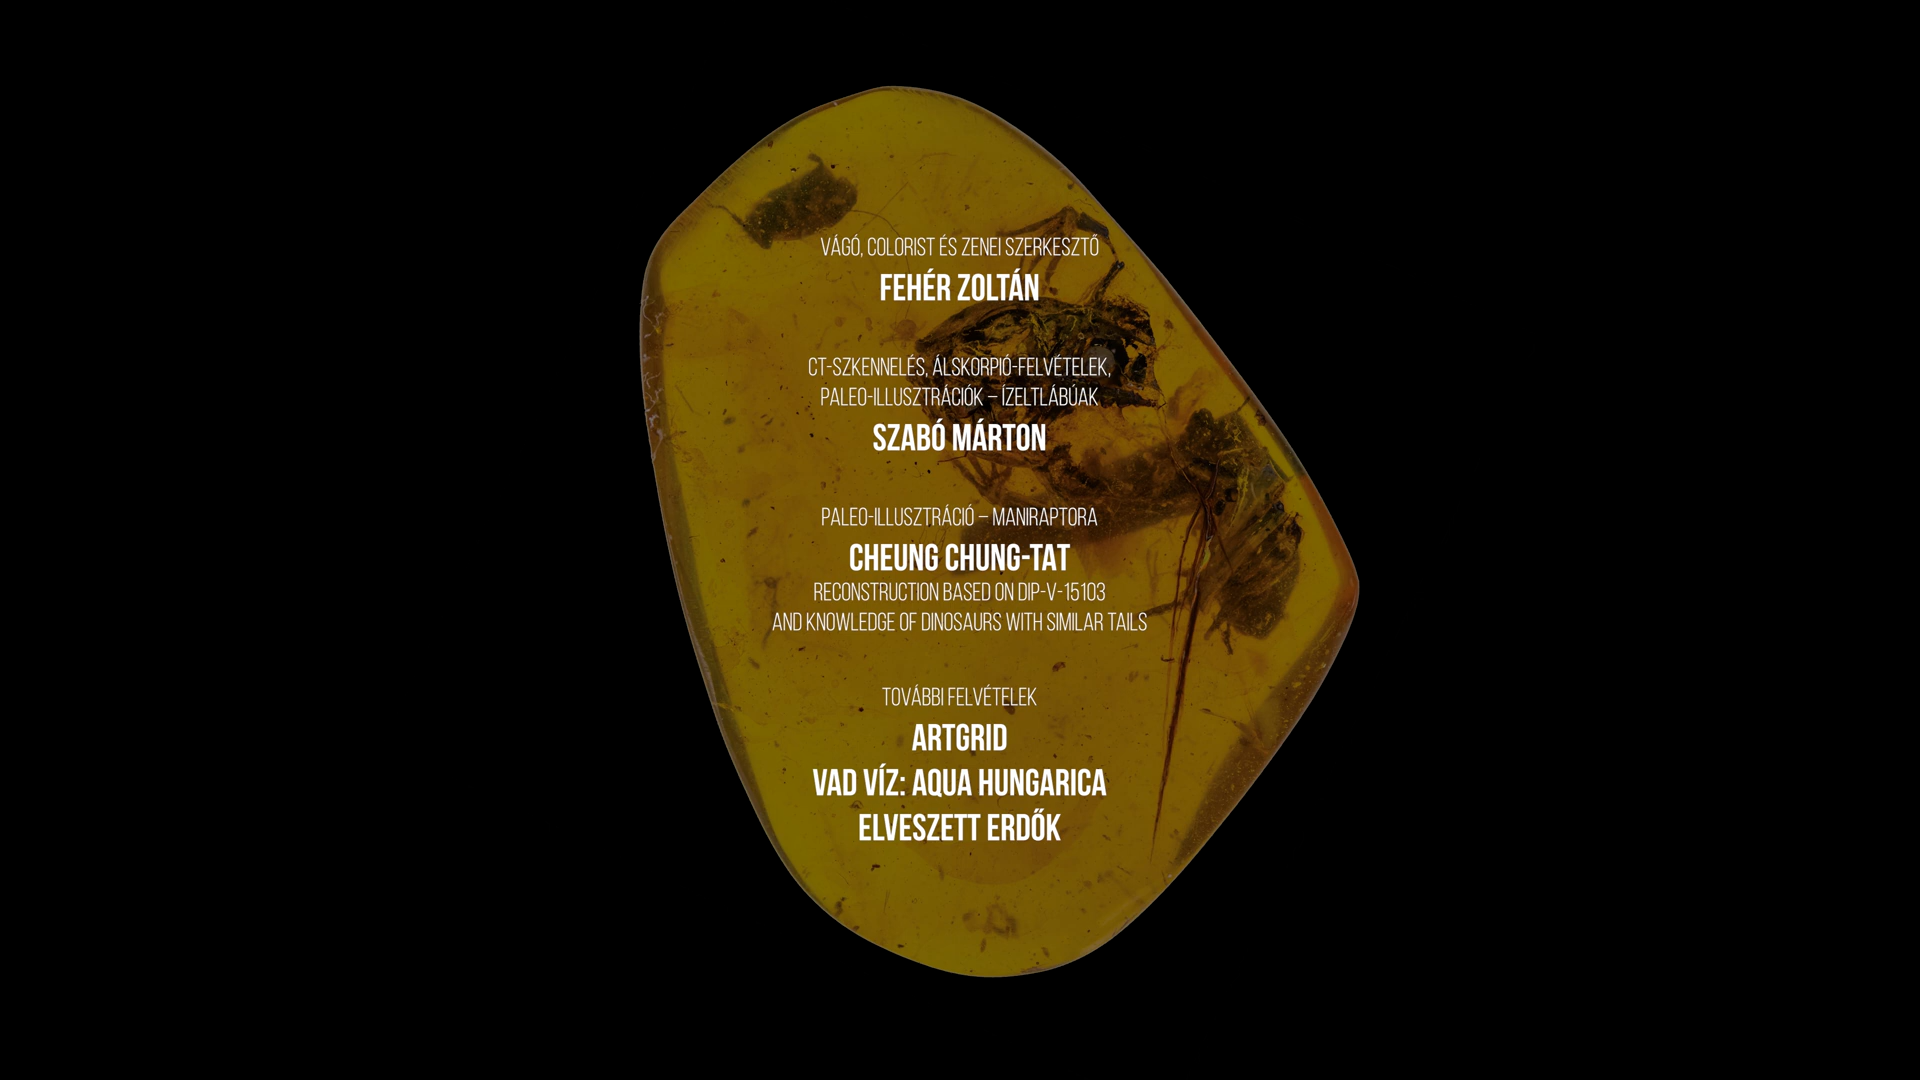 VÁGÓ, COLORIST ÉS ZENEI SZERKESZTŐ
FEHÉR ZOLTÁN
CT-SZKENNELÉS, ÁLSKORPIÓ-FELVÉTELEK,
PALEO-ILLUSZTRÁCIÓK – ÍZELTLÁBÚAK
SZABÓ MÁRTON
PALEO-ILLUSZTRÁCIÓ – MANIRAPTORA
CHEUNG CHUNG-TAT
RECONSTRUCTION BASED ON DIP-V-15103
AND KNOWLEDGE OF DINOSAURS WITH SIMILAR TAILS
TOVÁBBI FELVÉTELEK
ARTGRID
VAD VÍZ: AQUA HUNGARICA
ELVESZETT ERDŐK